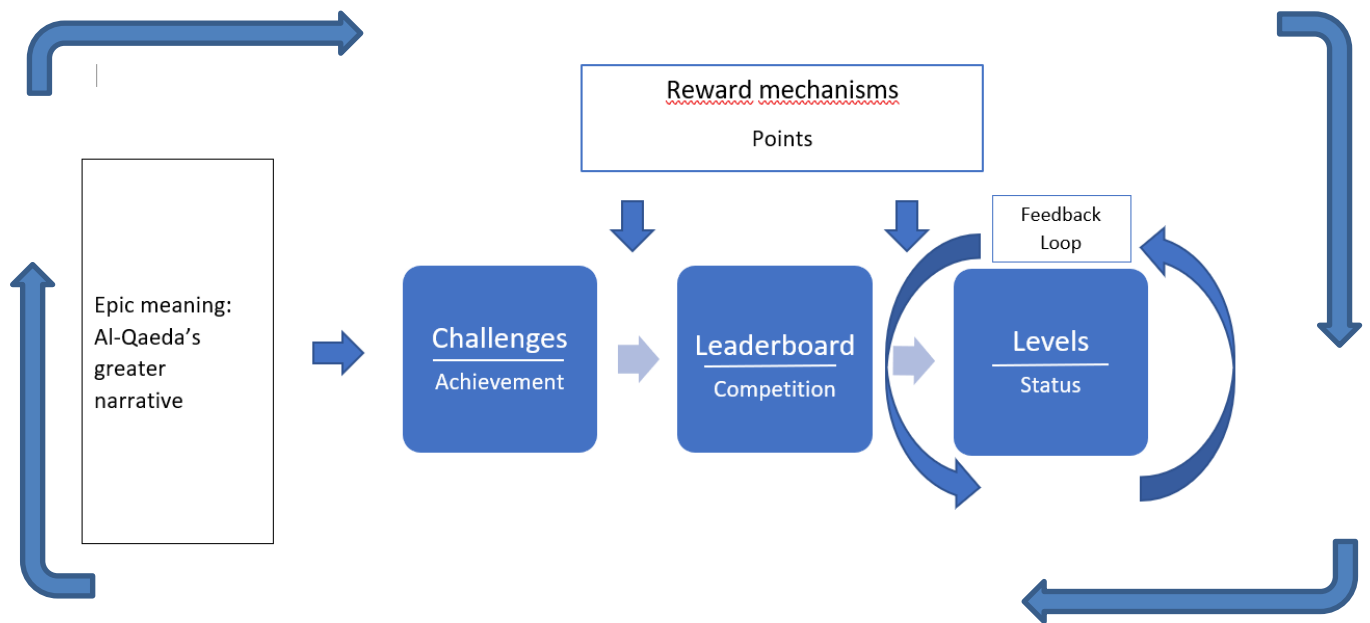 Reward mechanisms
Points
Feedback
Loop
Epic meaning:
Al-Qaeda’s
greater
narrative
Challenges
Achievement
Leaderboard
Competition
Levels
Status